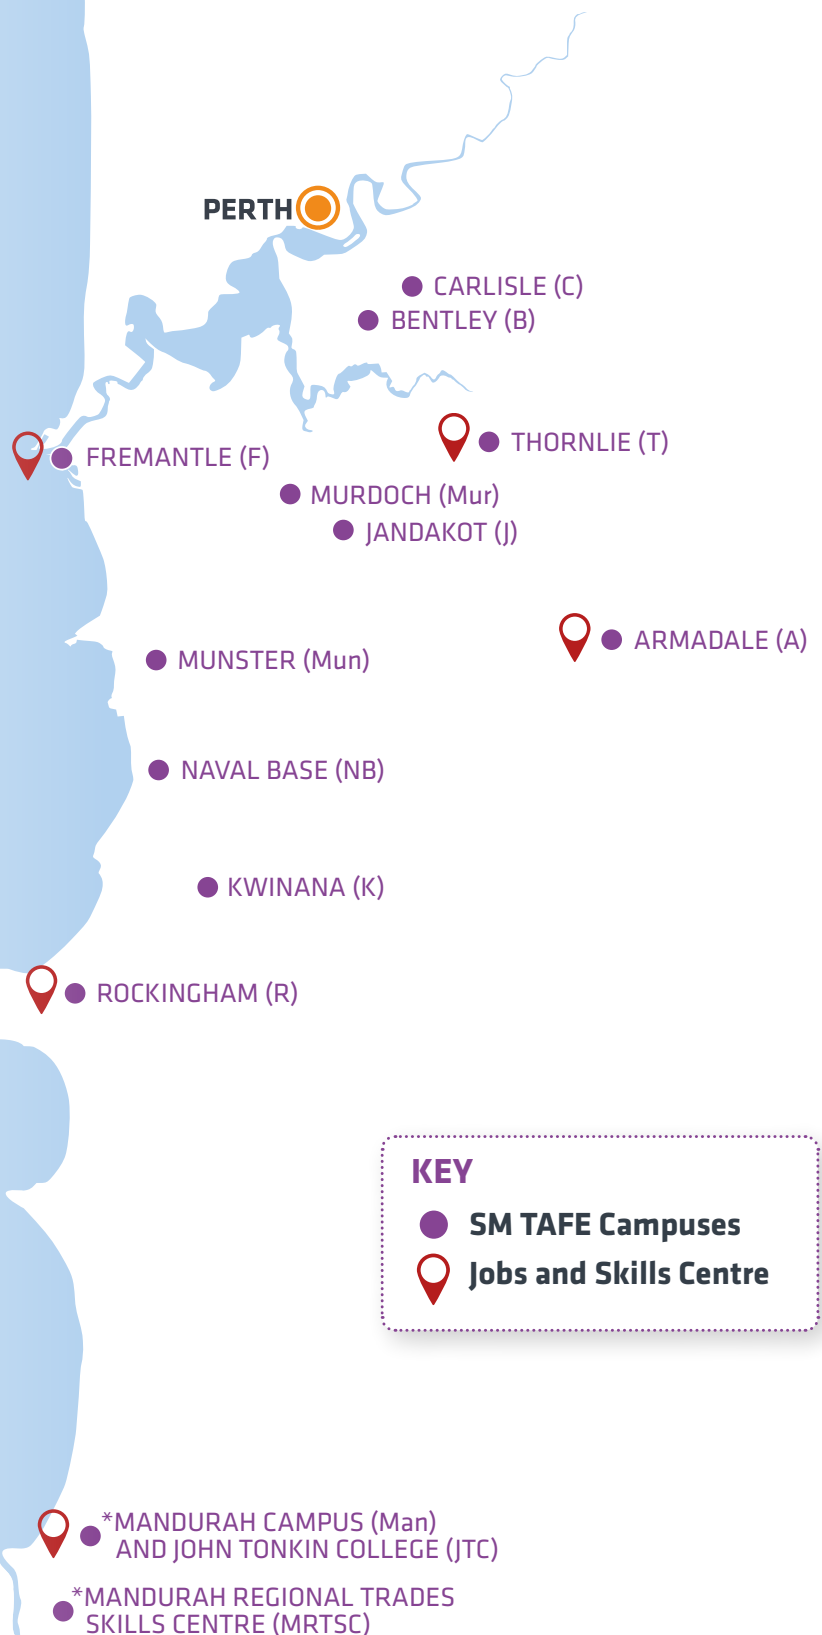 PERTH
CARLISLE (C)
BENTLEY (B)
THORNLIE (T)
FREMANTLE (F)
MURDOCH (Mur)
JANDAKOT (J)
ARMADALE (A)
MUNSTER (Mun)
NAVAL BASE (NB)
KWINANA (K)
ROCKINGHAM (R)
KEY
SM TAFE Campuses
Jobs and Skills Centre
*MANDURAH CAMPUS (Man)
AND JOHN TONKIN COLLEGE (JTC)
*MANDURAH REGIONAL TRADES
SKILLS CENTRE (MRTSC)